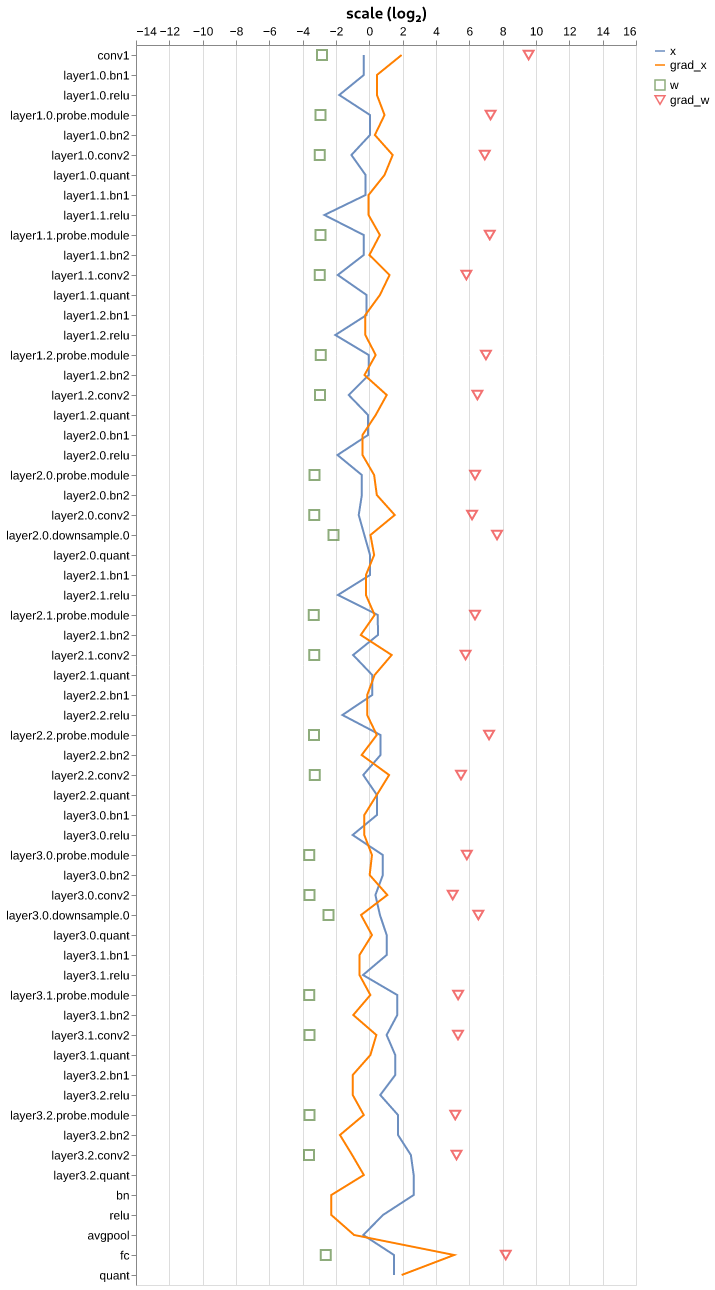 scale (log₂)
−14 −12 −10 −8 −6 −4 −2 0 2 4 6 8 10 12 14 16
x
grad_x
w
grad_w
conv1
layer1.0.bn1
layer1.0.relu
layer1.0.probe.module
layer1.0.bn2
layer1.0.conv2
layer1.0.quant
layer1.1.bn1
layer1.1.relu
layer1.1.probe.module
layer1.1.bn2
layer1.1.conv2
layer1.1.quant
layer1.2.bn1
layer1.2.relu
layer1.2.probe.module
layer1.2.bn2
layer1.2.conv2
layer1.2.quant
layer2.0.bn1
layer2.0.relu
layer2.0.probe.module
layer2.0.bn2
layer2.0.conv2
layer2.0.downsample.0
layer2.0.quant
layer2.1.bn1
layer2.1.relu
layer2.1.probe.module
layer2.1.bn2
layer2.1.conv2
layer2.1.quant
layer2.2.bn1
layer2.2.relu
layer2.2.probe.module
layer2.2.bn2
layer2.2.conv2
layer2.2.quant
layer3.0.bn1
layer3.0.relu
layer3.0.probe.module
layer3.0.bn2
layer3.0.conv2
layer3.0.downsample.0
layer3.0.quant
layer3.1.bn1
layer3.1.relu
layer3.1.probe.module
layer3.1.bn2
layer3.1.conv2
layer3.1.quant
layer3.2.bn1
layer3.2.relu
layer3.2.probe.module
layer3.2.bn2
layer3.2.conv2
layer3.2.quant
bn
relu
avgpool
fc
quant